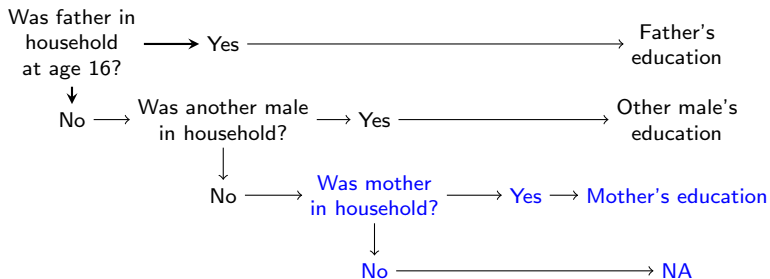 Was father in
household
at age 16?
Yes
Father's
education
No
Was another male
in household?
Yes
Other male's
education
No
Was mother
in household?
Yes
Mother's education
No
NA